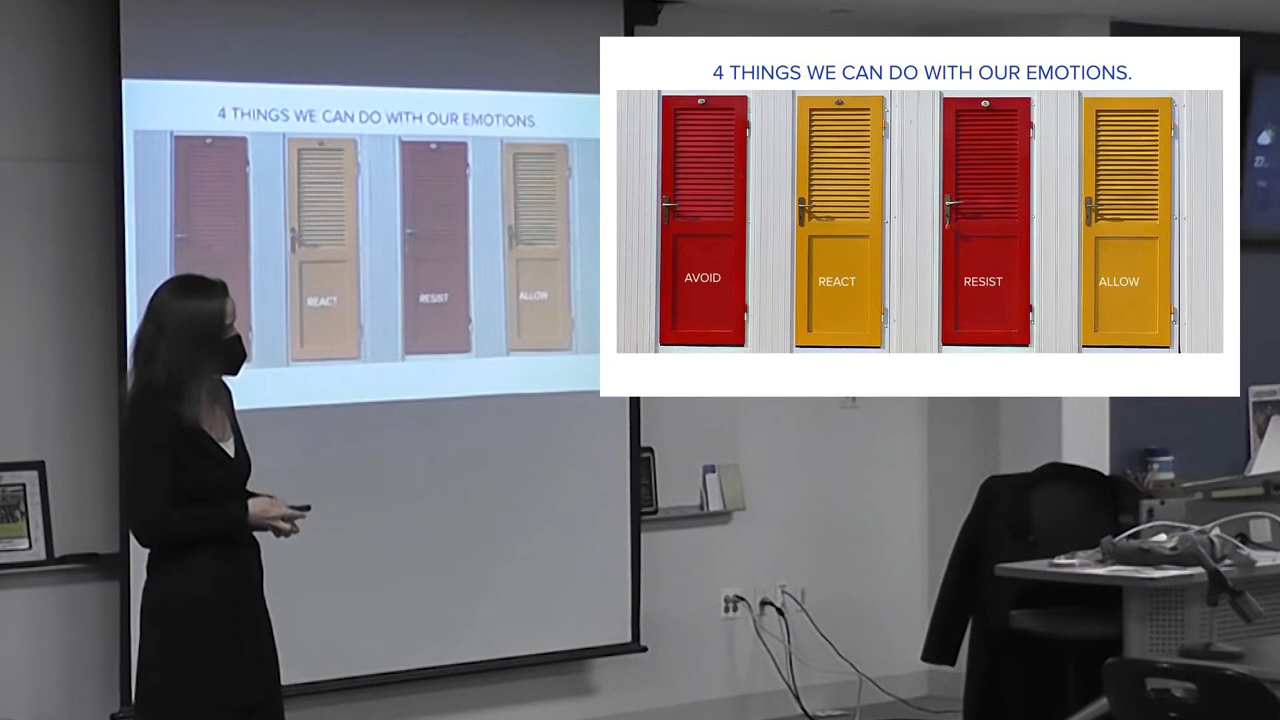 4 THINGS WE CAN DO WITH OUR EMOTIONS.
REACT
RESIST
ALLOW
4 THINGS WE CAN DO WITH OUR EMOTIONS.
AVOID
REACT
RESIST
ALLOW
27